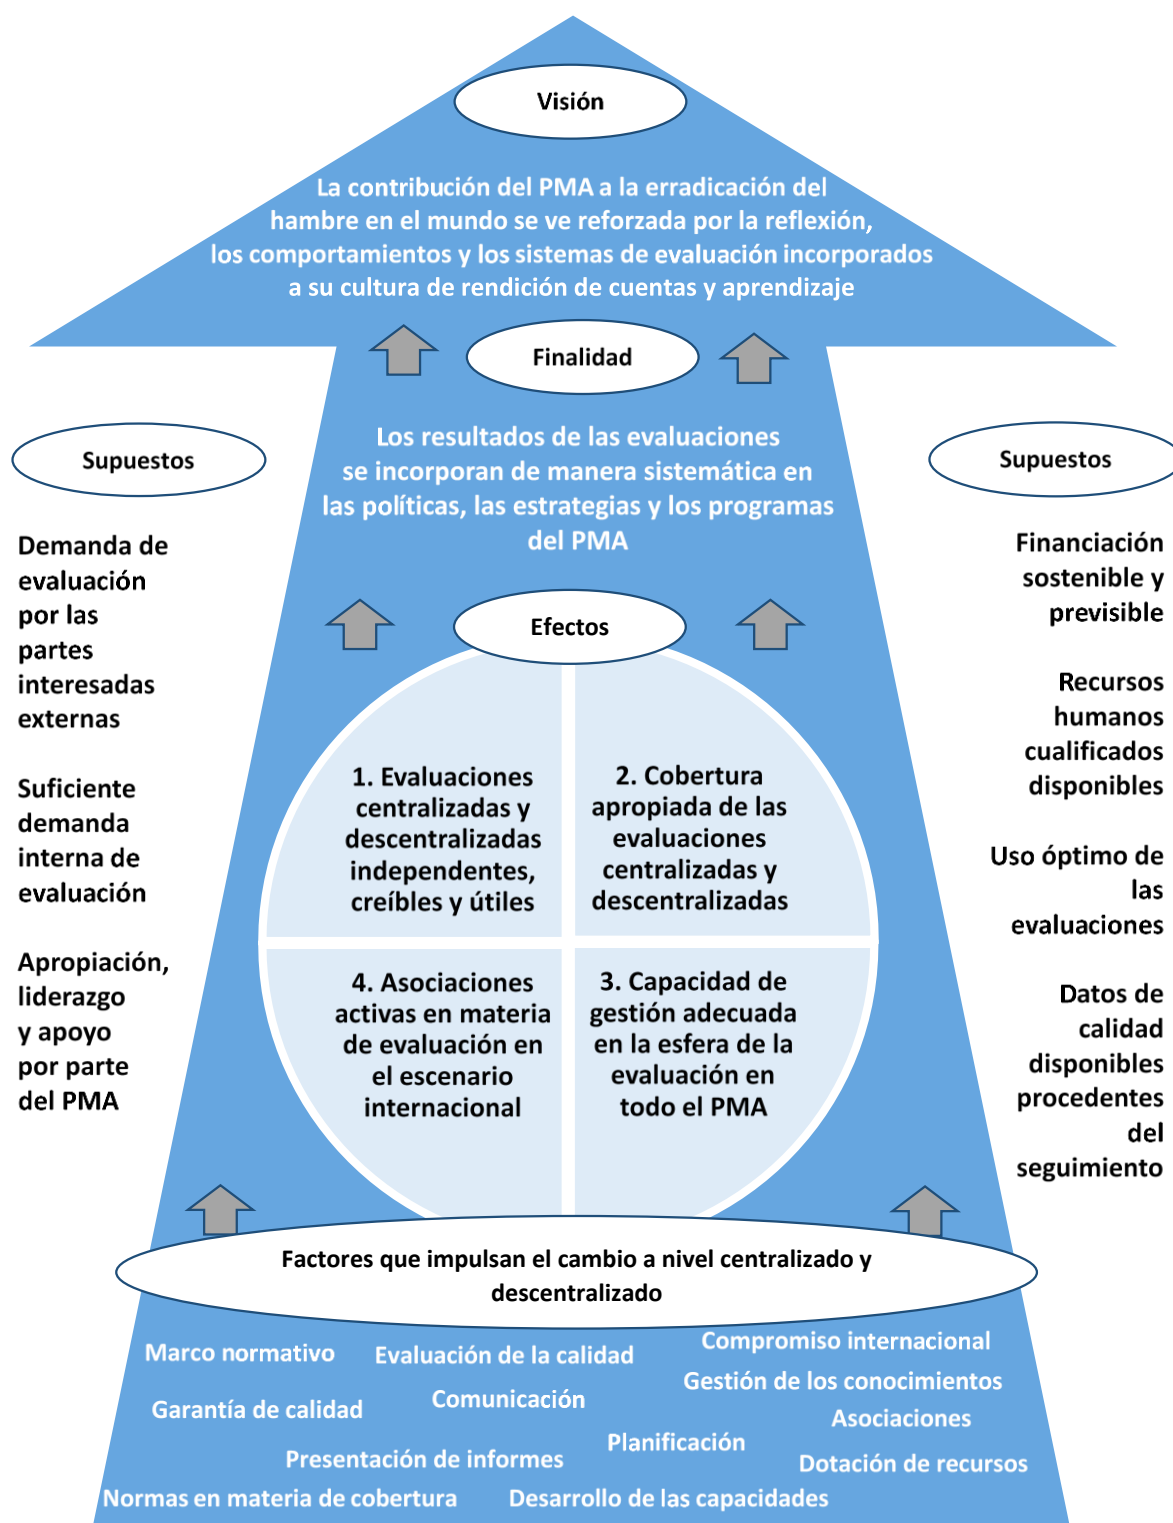 Visión
La contribución del PMA a la erradicación del
hambre en el mundo se ve reforzada por la reflexión,
los comportamientos y los sistemas de evaluación incorporados
a su cultura de rendición de cuentas y aprendizaje
Finalidad
Los resultados de las evaluaciones
se incorporan de manera sistemática en
las políticas, las estrategias y los programas
del PMA
Supuestos
Demanda de
evaluación
por las
partes
interesadas
externas
Suficiente
demanda
interna de
evaluación
Apropiación,
liderazgo
y apoyo
por parte
del PMA
Efectos
1. Evaluaciones
centralizadas y
descentralizadas
independientes,
creíbles y útiles
2. Cobertura
apropiada de las
evaluaciones
centralizadas y
descentralizadas
4. Asociaciones
activas en materia
de evaluación en
el escenario
internacional
3. Capacidad de
gestión adecuada
en la esfera de la
evaluación en
todo el PMA
Supuestos
Financiación
sostenible y
previsible
Recursos
humanos
cualificados
disponibles
Uso óptimo de
las
evaluaciones
Datos de
calidad
disponibles
procedentes
del
seguimiento
Factores que impulsan el cambio a nivel centralizado y
descentralizado
Marco normativo
Evaluación de la calidad
Compromiso internacional
Gestión de los conocimientos
Garantía de calidad
Comunicación
Asociaciones
Presentación de informes
Planificación
Dotación de recursos
Normas en materia de cobertura
Desarrollo de las capacidades